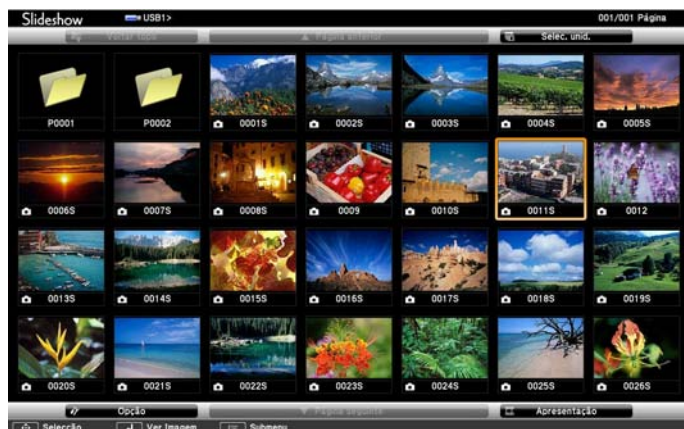 Slideshow USB1> 001/001 Página
Voltar topo ▲ Página anterior Selec. unid.
P0001 P0002 0001S 0002S 0003S 0004S 0005S
0006S 0007S 0008S 0009 0010S 0011S 0012
0013S 0014S 0015S 0016S 0017S 0018S 0019S
0020S 0021S 0022S 0023S 0024S 0025S 0026S
Opção ▼ Página seguinte Apresentação
Selecção Ver Imagem Submenu